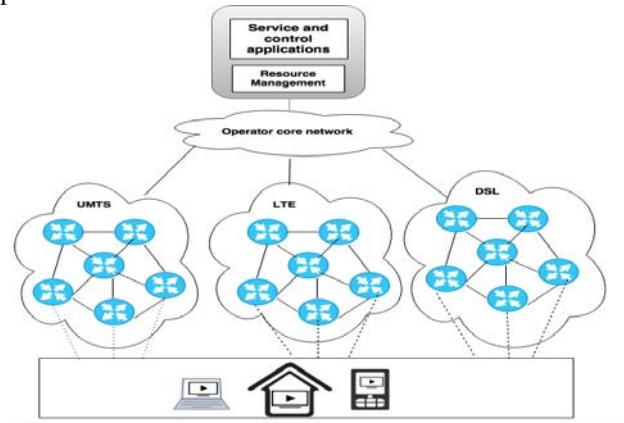 Service and
control
applications
Resource
Management
Operator core network
UMTS
LTE
DSL